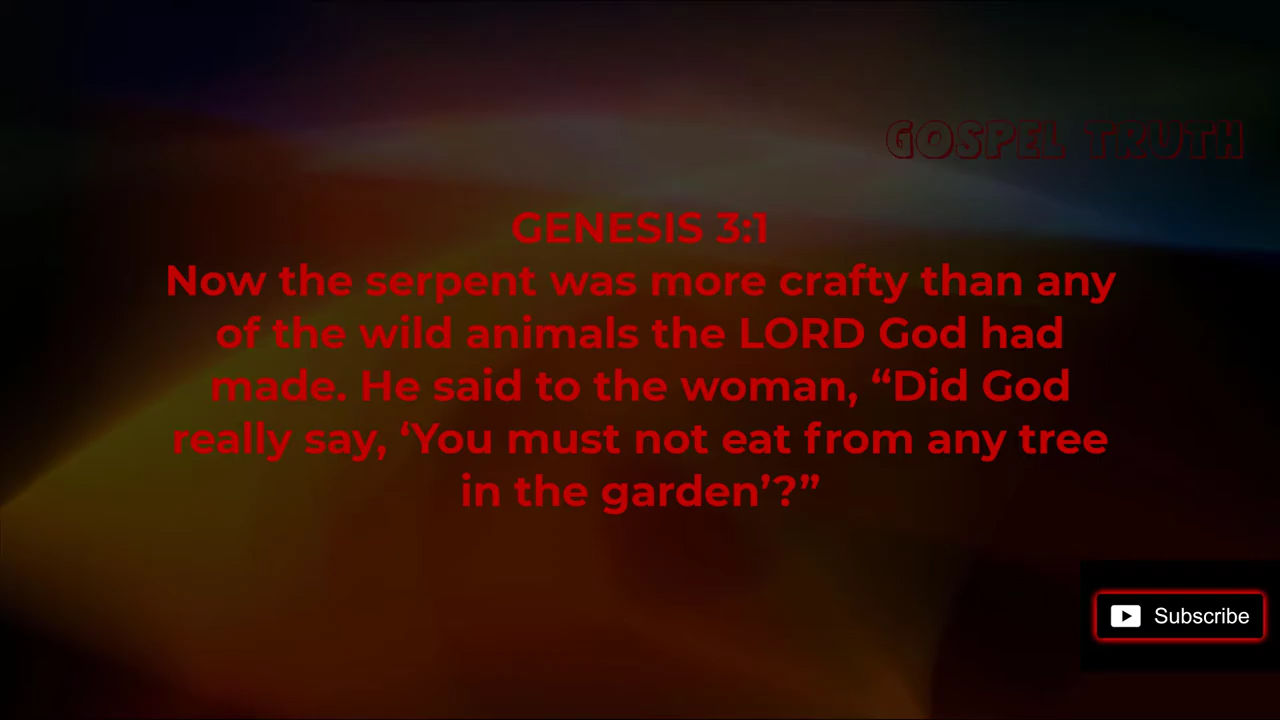 GOSPEL TRUTH
GENESIS 3:1
Now the serpent was more crafty than any
of the wild animals the LORD God had
made. He said to the woman, “Did God
really say, ‘You must not eat from any tree
in the garden’?”
Subscribe